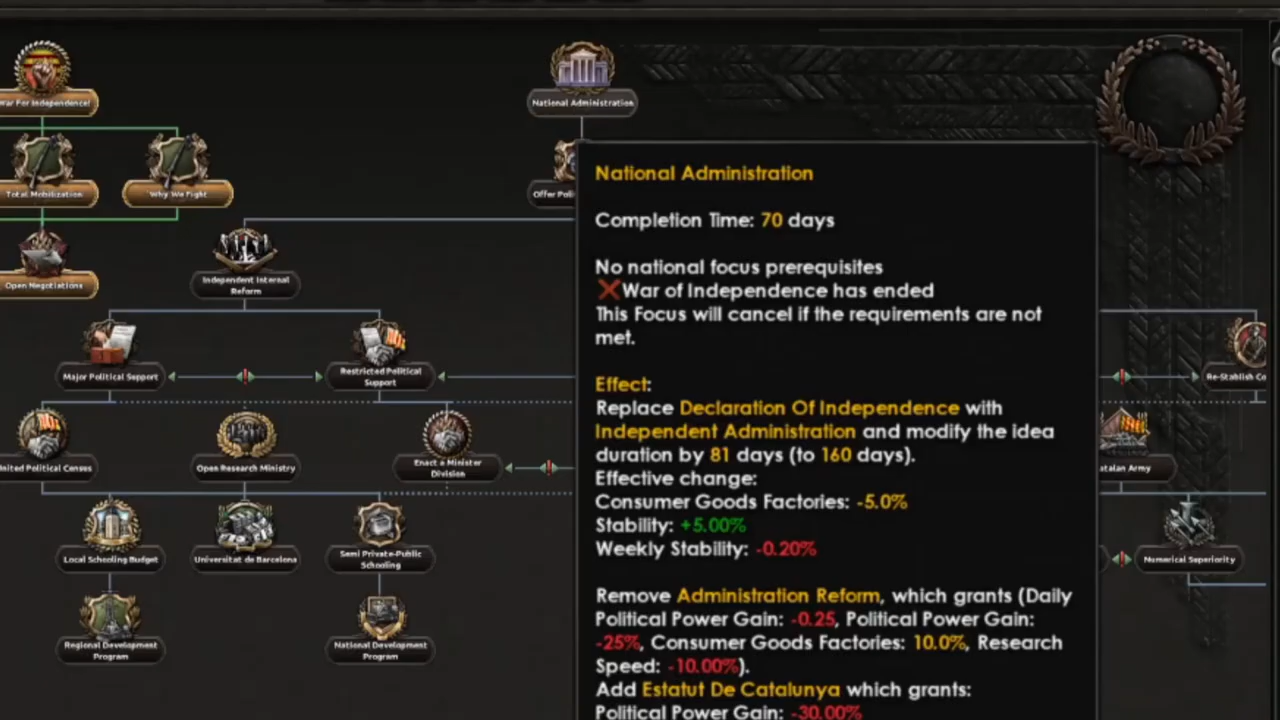 War For Independence!
National Administration
Total Mobilization
Why We Fight
Offer Poli
Open Negotiations
Independent Internal
Reform
Major Political Support
Restricted Political
Support
Re-Stablish Co
United Political Census
Open Research Ministry
Enact a Minister
Division
atalan Army
Local Schooling Budget
Universitat de Barcelona
Semi Private-Public
Schooling
Numerical Superiority
Regional Development
Program
National Development
Program
National Administration
Completion Time: 70 days
No national focus prerequisites
War of Independence has ended
This Focus will cancel if the requirements are not
met.
Effect:
Replace Declaration Of Independence with
Independent Administration and modify the idea
duration by 81 days (to 160 days).
Effective change:
Consumer Goods Factories: -5.0%
Stability: +5.00%
Weekly Stability: -0.20%
Remove Administration Reform, which grants (Daily
Political Power Gain: -0.25, Political Power Gain:
-25%, Consumer Goods Factories: 10.0%, Research
Speed: -10.00%).
Add Estatut De Catalunya which grants:
Political Power Gain: -30.00%